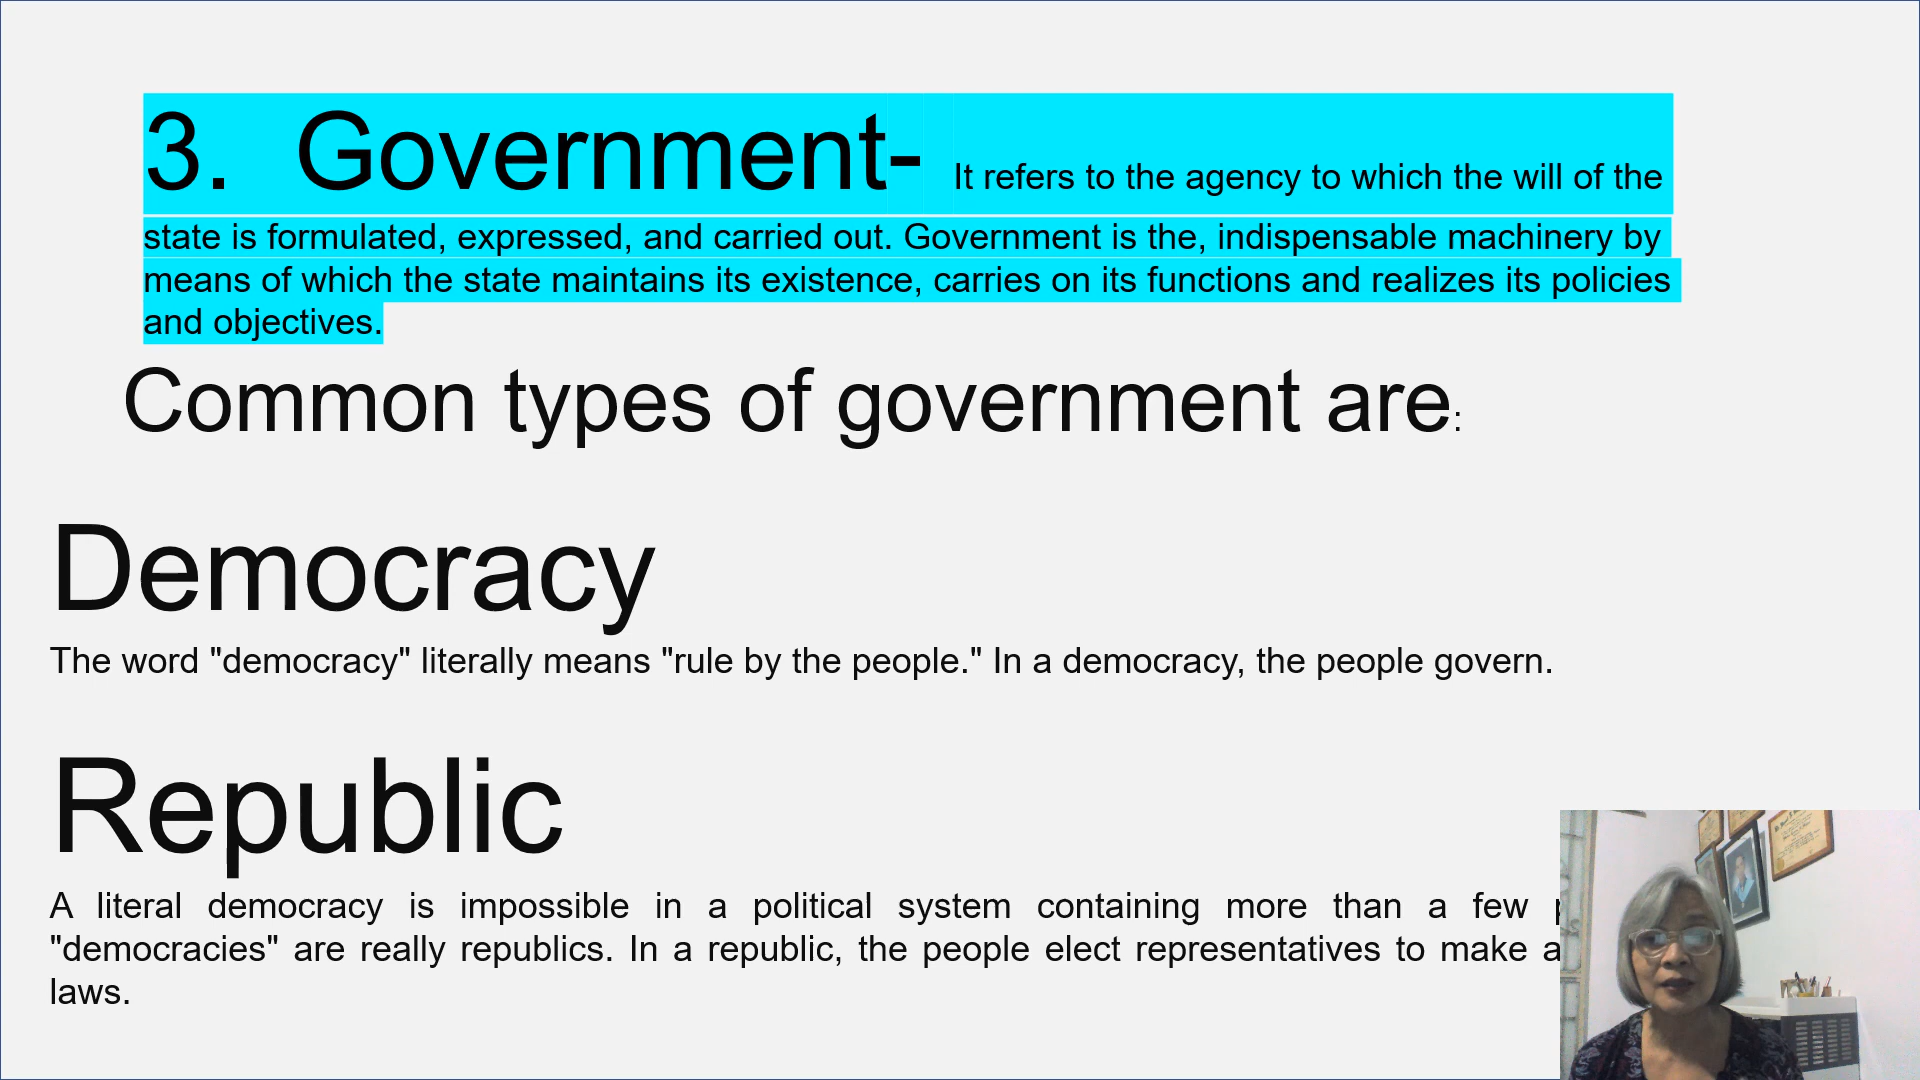 3. Government- It refers to the agency to which the will of the
state is formulated, expressed, and carried out. Government is the, indispensable machinery by
means of which the state maintains its existence, carries on its functions and realizes its policies
and objectives.
Common types of government are:
Democracy
The word "democracy" literally means "rule by the people." In a democracy, the people govern.
Republic
A literal democracy is impossible in a political system containing more than a few
"democracies" are really republics. In a republic, the people elect representatives to make
laws.